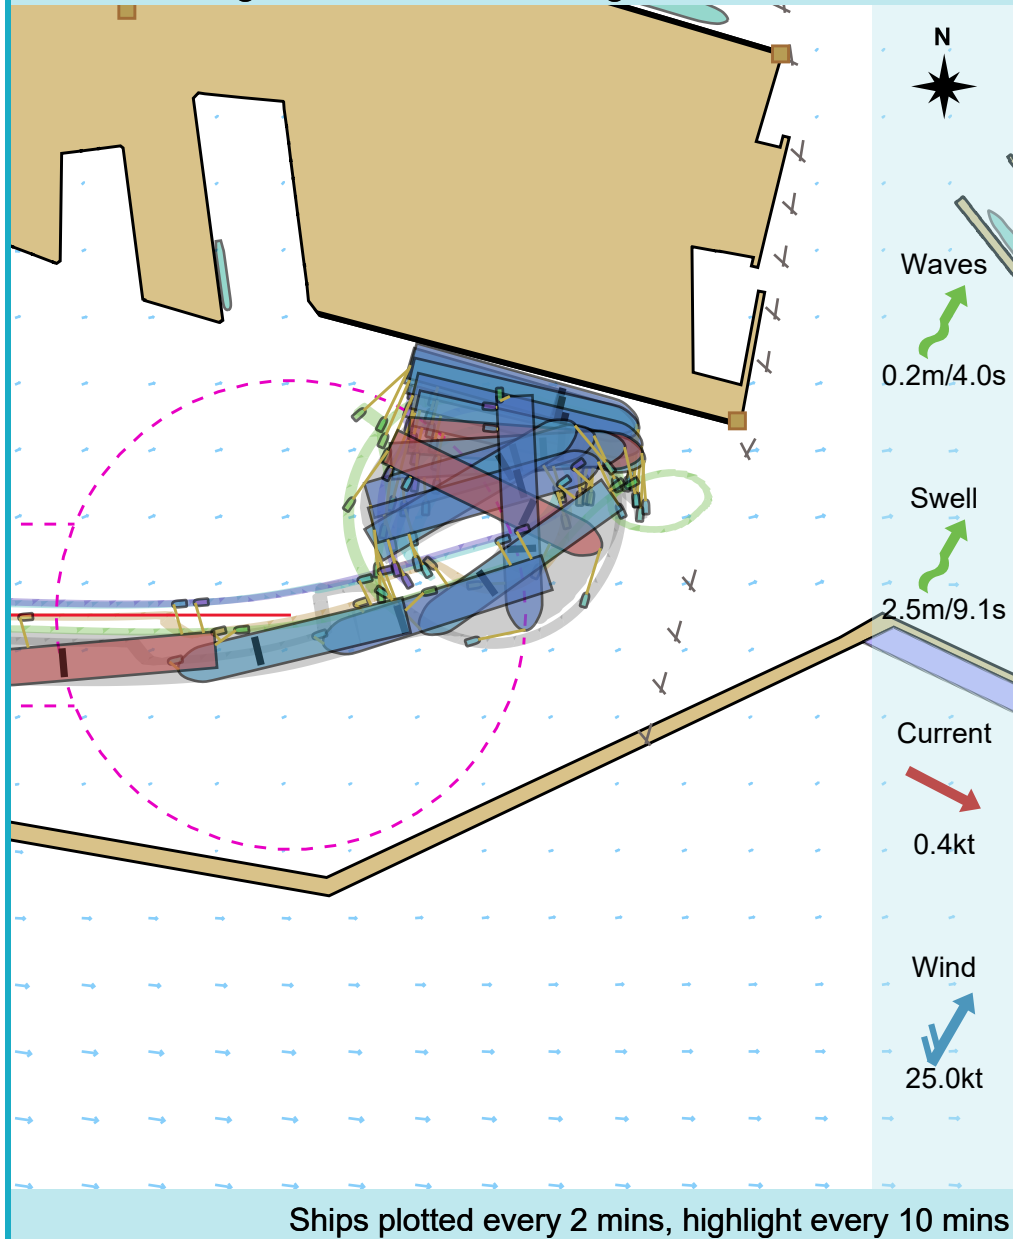 N
Waves
0.2m/4.0s
Swell
2.5m/9.1s
Current
0.4kt
Wind
25.0kt
Ships plotted every 2 mins, highlight every 10 mins